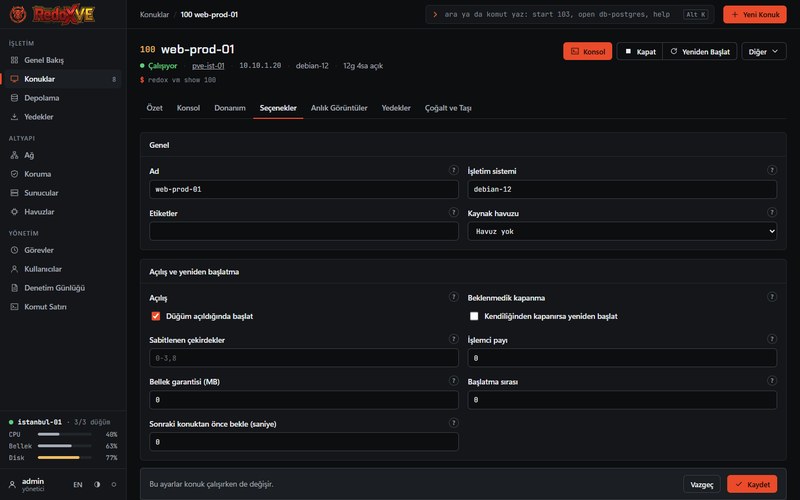 RedoxVE
Konuklar / 100 web-prod-01
ara ya da komut yaz: start 103, open db-postgres, help
Alt K
+ Yeni Konuk
İŞLETİM
Genel Bakış
Konuklar 8
Depolama
Yedekler
ALTYAPI
Ağ
Koruma
Sunucular
Havuzlar
YÖNETİM
Görevler
Kullanıcılar
Denetim Günlüğü
Komut Satırı
istanbul-01 · 3/3 düğüm
CPU 40%
Bellek 63%
Disk 77%
admin
yönetici
EN
100 web-prod-01
Çalışıyor · pve-ist-01 · 10.10.1.20 · debian-12 · 12g 4sa açık
$ redox vm show 100
Konsol
Kapat
Yeniden Başlat
Diğer
Özet Konsol Donanım Seçenekler Anlık Görüntüler Yedekler Çoğalt ve Taşı
Genel
Ad ?
İşletim sistemi ?
web-prod-01
debian-12
Etiketler ?
Kaynak havuzu ?
Havuz yok
Açılış ve yeniden başlatma
Açılış ?
Beklenmedik kapanma ?
Düğüm açıldığında başlat
Kendiliğinden kapanırsa yeniden başlat
Sabitlenen çekirdekler ?
İşlemci payı ?
0-3,8
0
Bellek garantisi (MB) ?
Başlatma sırası ?
0
0
Sonraki konuktan önce bekle (saniye) ?
0
Bu ayarlar konuk çalışırken de değişir.
Vazgeç
Kaydet